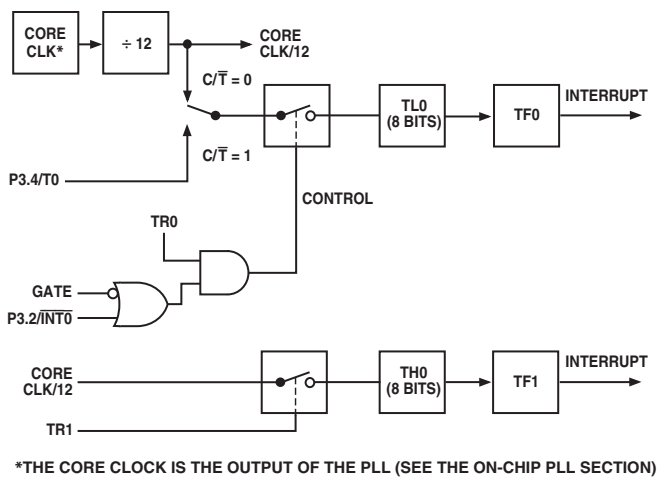 CORE
CLK*
÷ 12
CORE
CLK/12
C/T̅ = 0
C/T̅ = 1
P3.4/T0
TL0
(8 BITS)
TF0
INTERRUPT
CONTROL
TR0
GATE
P3.2/I̅N̅T̅0̅
CORE
CLK/12
TH0
(8 BITS)
TF1
INTERRUPT
TR1
*THE CORE CLOCK IS THE OUTPUT OF THE PLL (SEE THE ON-CHIP PLL SECTION)